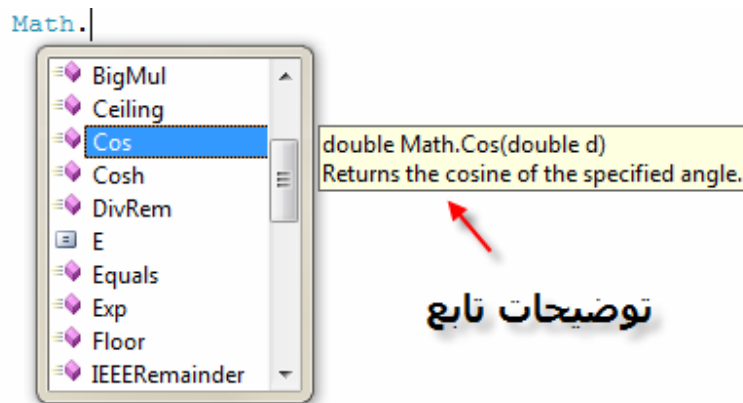 Math.
BigMul
Ceiling
Cos
Cosh
DivRem
E
Equals
Exp
Floor
IEEERemainder
double Math.Cos(double d)
Returns the cosine of the specified angle.
توضیحات تابع